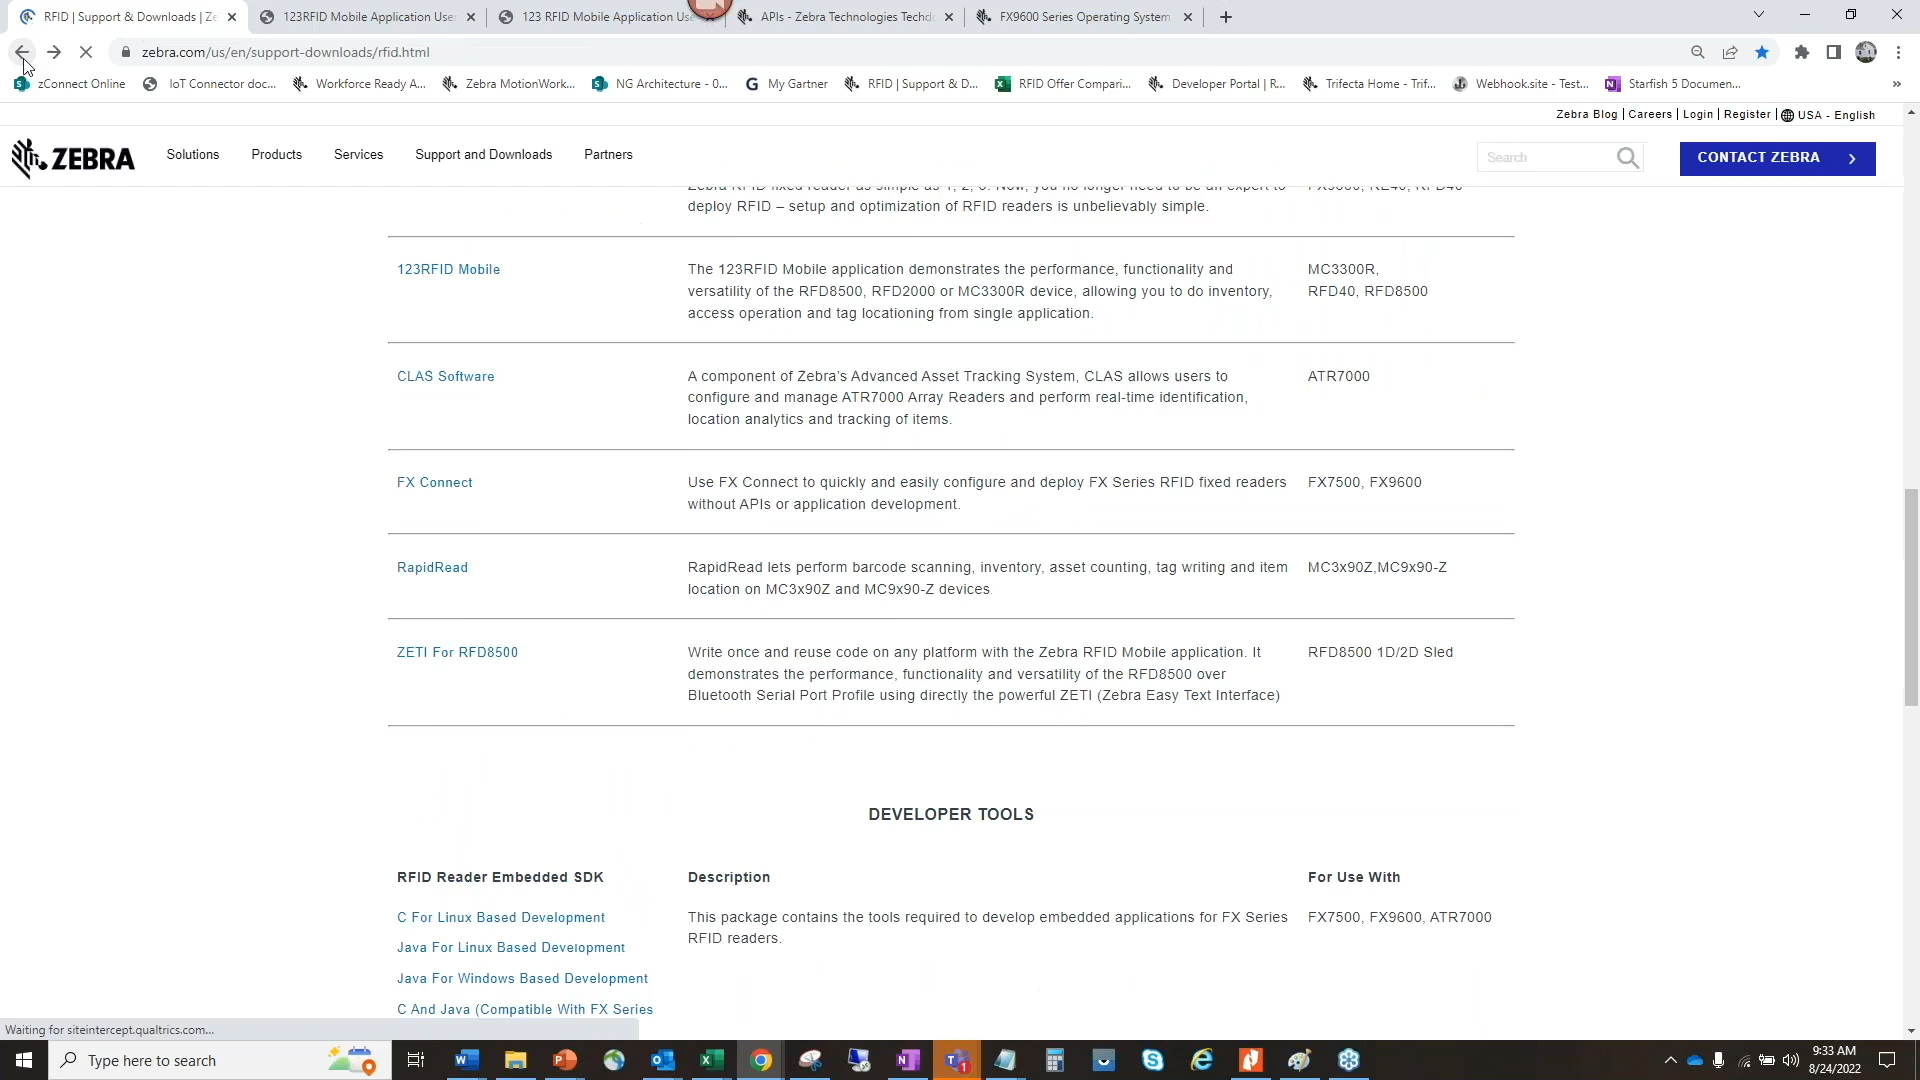 RFID | Support & Downloads | Ze
123RFID Mobile Application User
123 RFID Mobile Application Use
APIs - Zebra Technologies Techdo
FX9600 Series Operating System
zebra.com/us/en/support-downloads/rfid.html
zConnect Online
IoT Connector doc...
Workforce Ready A...
Zebra MotionWork...
NG Architecture - 0...
My Gartner
RFID | Support & D...
RFID Offer Compari...
Developer Portal | R...
Trifecta Home - Trif...
Webhook.site - Test...
Starfish 5 Documen...
»
Zebra Blog | Careers | Login | Register | USA - English
ZEBRA
Solutions
Products
Services
Support and Downloads
Partners
Search
CONTACT ZEBRA
deploy RFID – setup and optimization of RFID readers is unbelievably simple.
123RFID Mobile
The 123RFID Mobile application demonstrates the performance, functionality and
versatility of the RFD8500, RFD2000 or MC3300R device, allowing you to do inventory,
access operation and tag locationing from single application.
MC3300R,
RFD40, RFD8500
CLAS Software
A component of Zebra's Advanced Asset Tracking System, CLAS allows users to
configure and manage ATR7000 Array Readers and perform real-time identification,
location analytics and tracking of items.
ATR7000
FX Connect
Use FX Connect to quickly and easily configure and deploy FX Series RFID fixed readers
without APIs or application development.
FX7500, FX9600
RapidRead
RapidRead lets perform barcode scanning, inventory, asset counting, tag writing and item
location on MC3x90Z and MC9x90-Z devices
MC3x90Z,MC9x90-Z
ZETI For RFD8500
Write once and reuse code on any platform with the Zebra RFID Mobile application. It
demonstrates the performance, functionality and versatility of the RFD8500 over
Bluetooth Serial Port Profile using directly the powerful ZETI (Zebra Easy Text Interface)
RFD8500 1D/2D Sled
DEVELOPER TOOLS
RFID Reader Embedded SDK
Description
For Use With
C For Linux Based Development
Java For Linux Based Development
Java For Windows Based Development
C And Java (Compatible With FX Series
This package contains the tools required to develop embedded applications for FX Series
RFID readers.
FX7500, FX9600, ATR7000
Waiting for siteintercept.qualtrics.com...
Type here to search
9:33 AM
8/24/2022